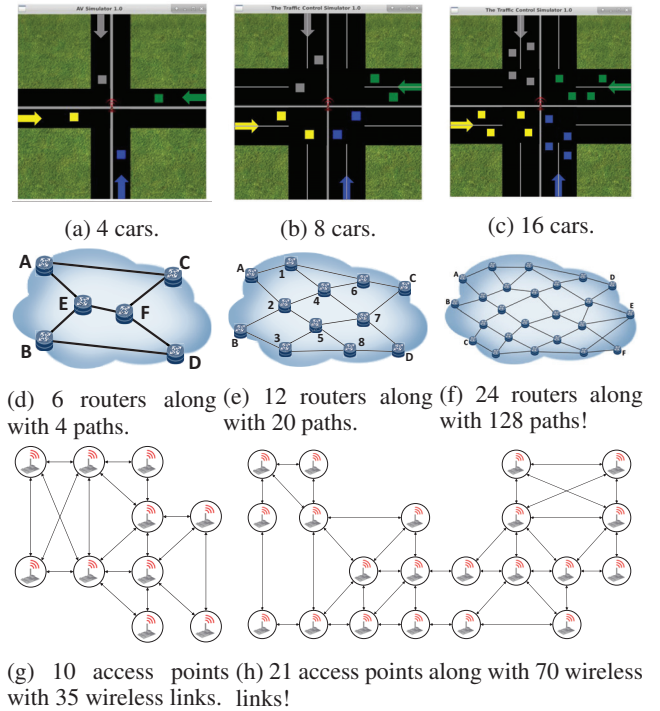 AV Simulator 1.0
The Traffic Control Simulator 1.0
The Traffic Control Simulator 1.0
(a) 4 cars.
(b) 8 cars.
(c) 16 cars.
A
C
E
F
B
D
A
1
6
C
4
2
7
5
B
3
8
D
A
D
B
E
C
F
(d) 6 routers along
with 4 paths.
(e) 12 routers along
with 20 paths.
(f) 24 routers along
with 128 paths!
(g) 10 access points
with 35 wireless links.
(h) 21 access points along with 70 wireless
links!